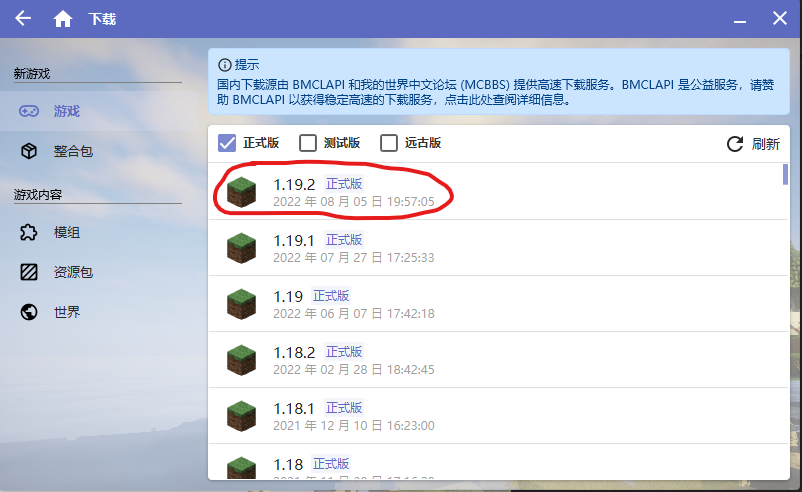 下载
新游戏
游戏
整合包
游戏内容
模组
资源包
世界
提示
国内下载源由 BMCLAPI 和我的世界中文论坛 (MCBBS) 提供高速下载服务。BMCLAPI 是公益服务，请赞
助 BMCLAPI 以获得稳定高速的下载服务，点击此处查阅详细信息。
正式版 测试版 远古版 刷新
1.19.2 正式版
2022 年 08 月 05 日 19:57:05
1.19.1 正式版
2022 年 07 月 27 日 17:25:33
1.19 正式版
2022 年 06 月 07 日 17:42:18
1.18.2 正式版
2022 年 02 月 28 日 18:42:45
1.18.1 正式版
2021 年 12 月 10 日 16:23:00
1.18 正式版